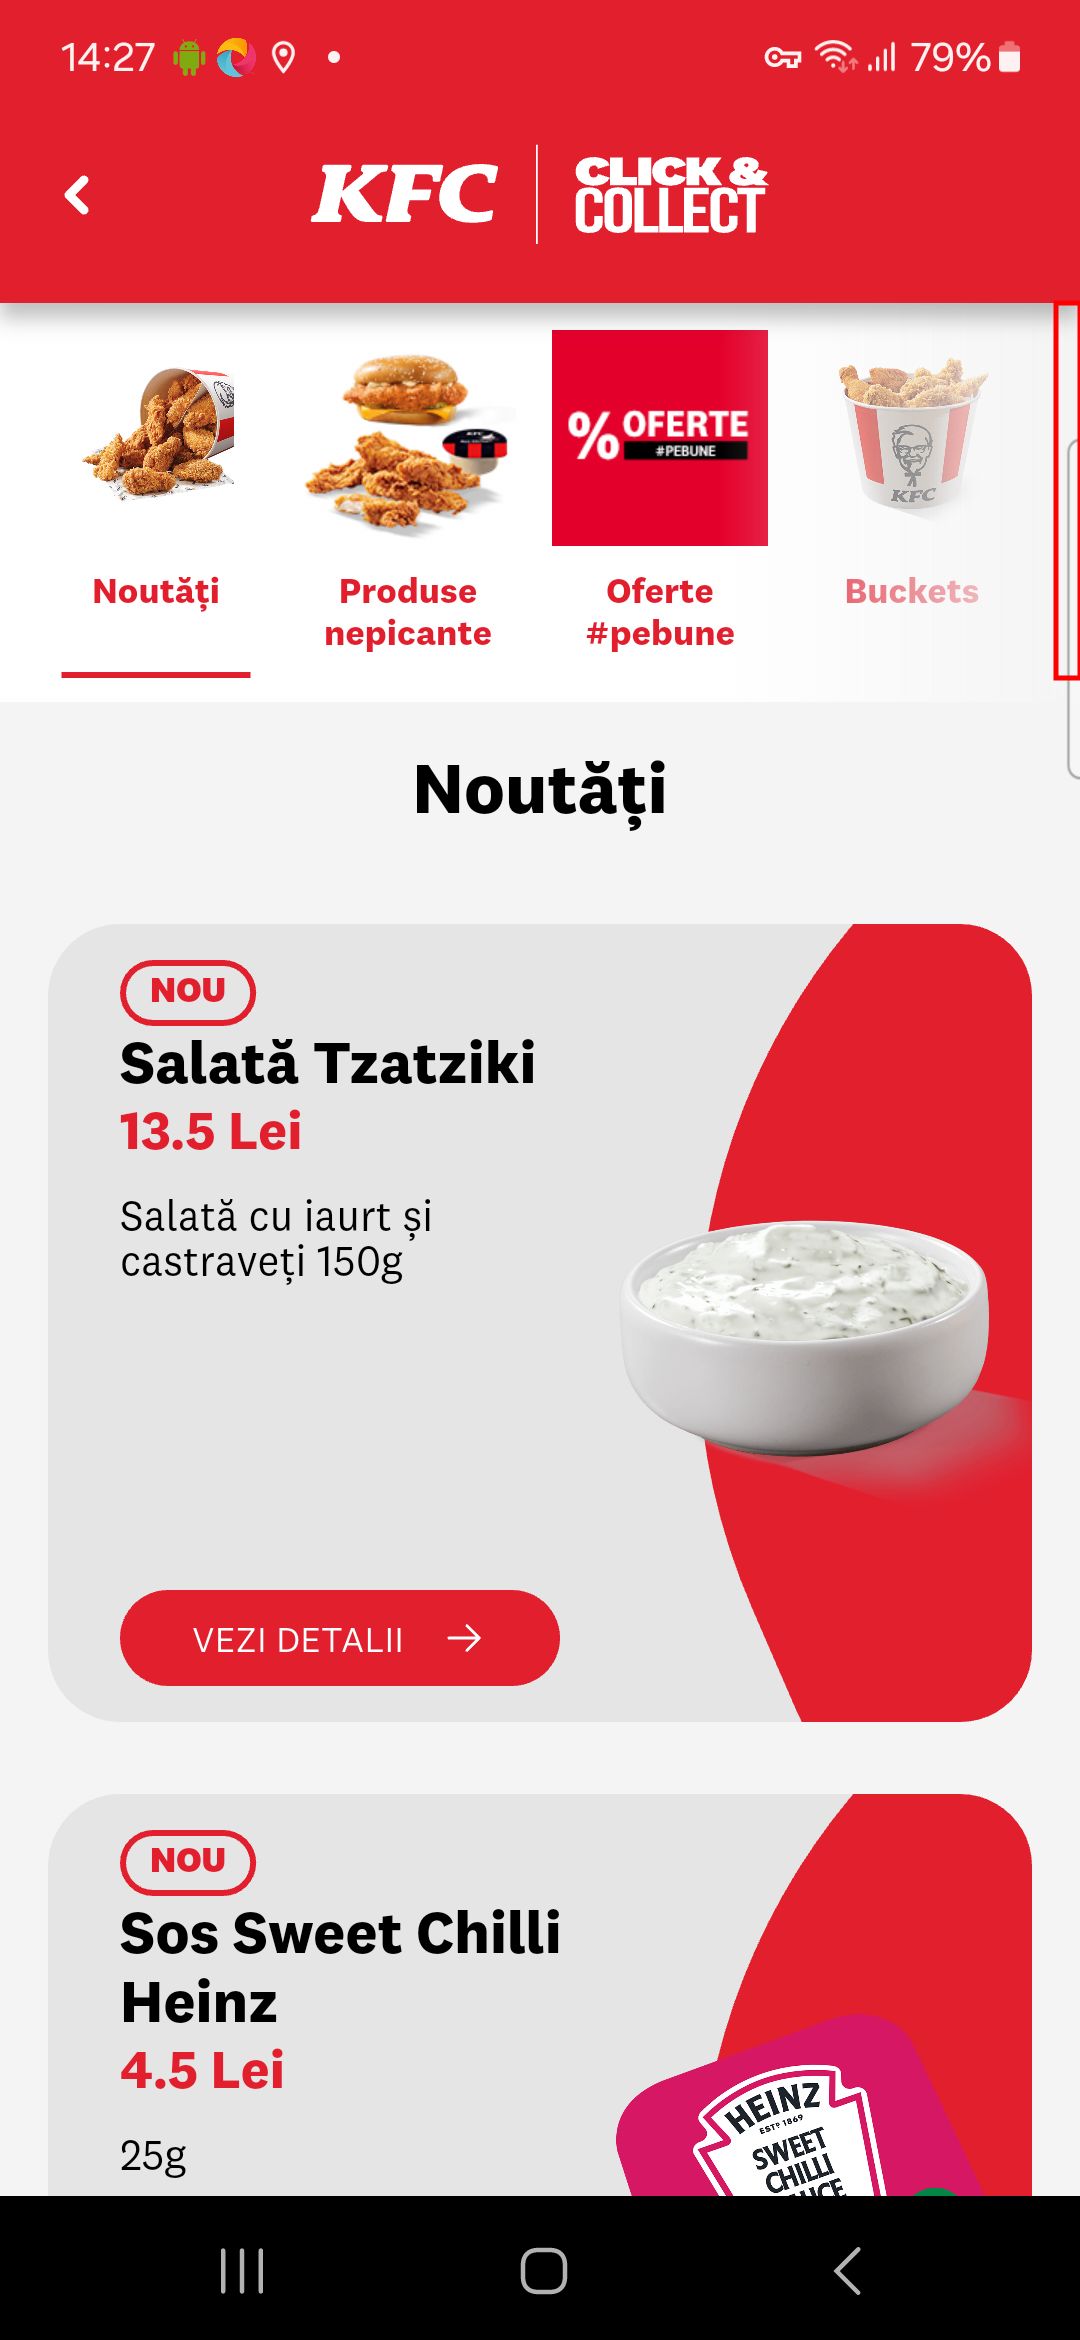 14:27
79%
KFC
CLICK &
COLLECT
% OFERTE
#PEBUNE
KFC
Noutăți
Produse
nepicante
Oferte
#pebune
Buckets
Noutăți
NOU
Salată Tzatziki
13.5 Lei
Salată cu iaurt și
castraveți 150g
VEZI DETALII
NOU
Sos Sweet Chilli
Heinz
4.5 Lei
25g
HEINZ
ESTD 1869
SWEET
CHILLI